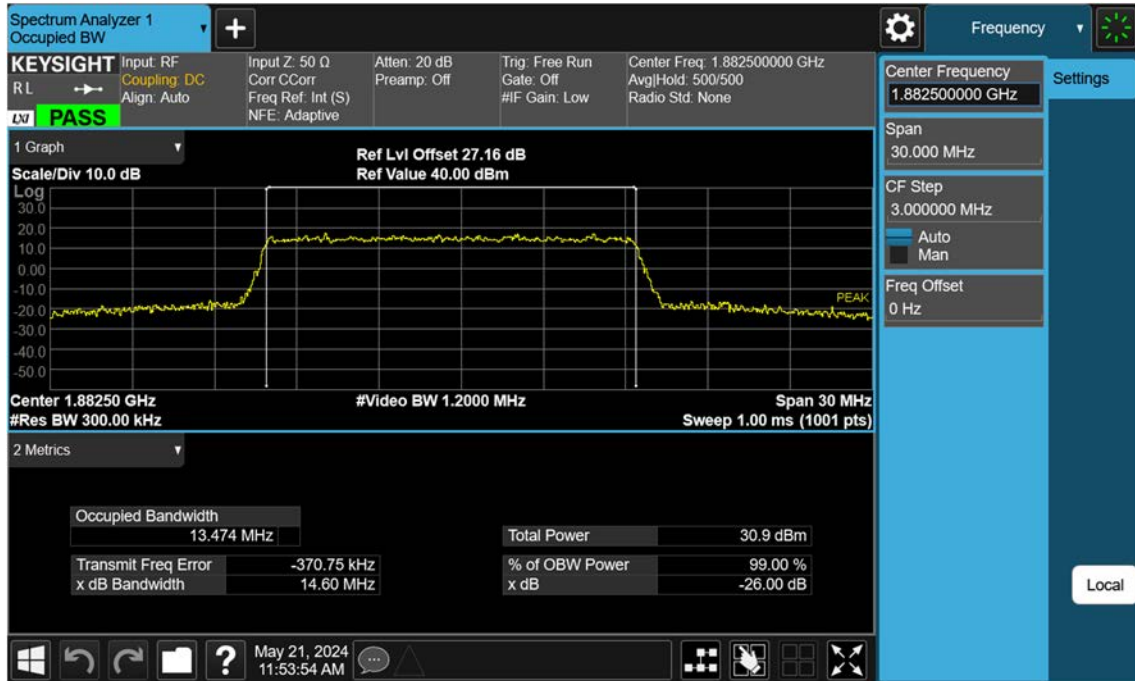 Spectrum Analyzer 1
Occupied BW
+
Frequency
KEYSIGHT
R L
LXI
PASS
Input: RF
Coupling: DC
Align: Auto
Input Z: 50 Ω
Corr CCorr
Freq Ref: Int (S)
NFE: Adaptive
Atten: 20 dB
Preamp: Off
Trig: Free Run
Gate: Off
#IF Gain: Low
Center Freq: 1.882500000 GHz
Avg|Hold: 500/500
Radio Std: None
Center Frequency
1.882500000 GHz
Settings
Span
30.000 MHz
CF Step
3.000000 MHz
Auto
Man
Freq Offset
0 Hz
Local
1 Graph
Scale/Div 10.0 dB
Ref Lvl Offset 27.16 dB
Ref Value 40.00 dBm
Log
30.0
20.0
10.0
0.00
-10.0
-20.0
-30.0
-40.0
-50.0
PEAK
Center 1.88250 GHz
#Video BW 1.2000 MHz
Span 30 MHz
#Res BW 300.00 kHz
Sweep 1.00 ms (1001 pts)
2 Metrics
Occupied Bandwidth
13.474 MHz
Total Power 30.9 dBm
Transmit Freq Error -370.75 kHz
% of OBW Power 99.00 %
x dB Bandwidth 14.60 MHz
x dB -26.00 dB
?
May 21, 2024
11:53:54 AM